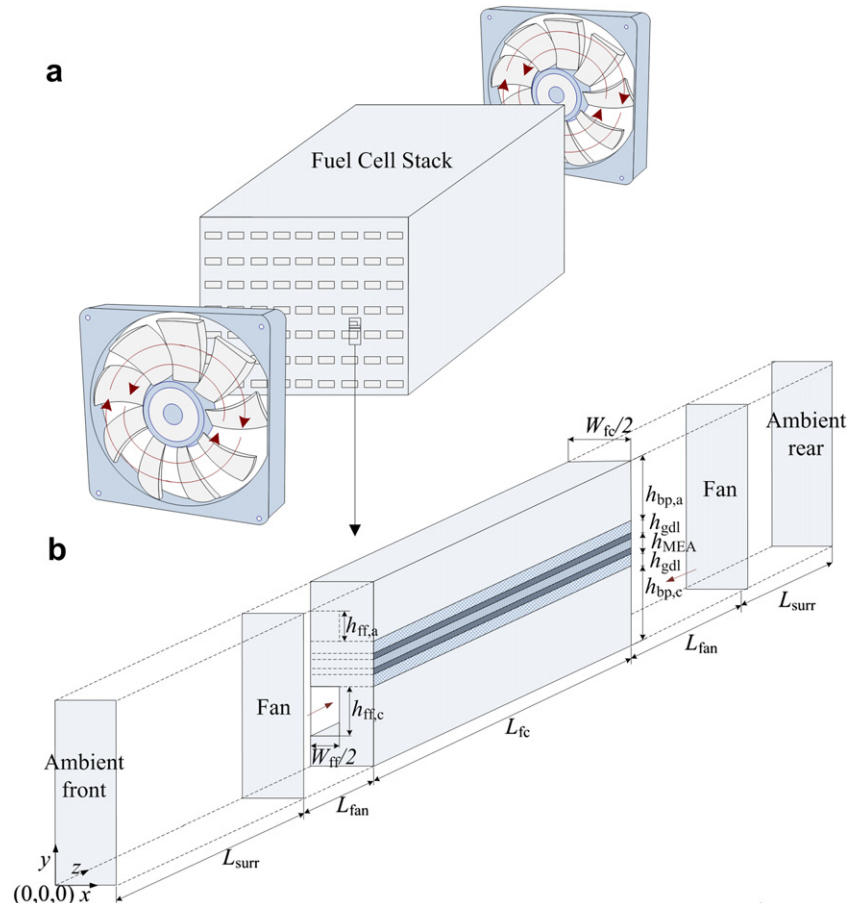 a
Fuel Cell Stack
b
W_fc/2
Ambient
rear
Fan
h_bp,a
h_gdl
h_MEA
h_gdl
h_bp,c
L_surr
L_fan
L_fc
h_ff,a
Fan
h_ff,c
W_ff/2
Ambient
front
L_fan
L_surr
y
z
(0,0,0) x